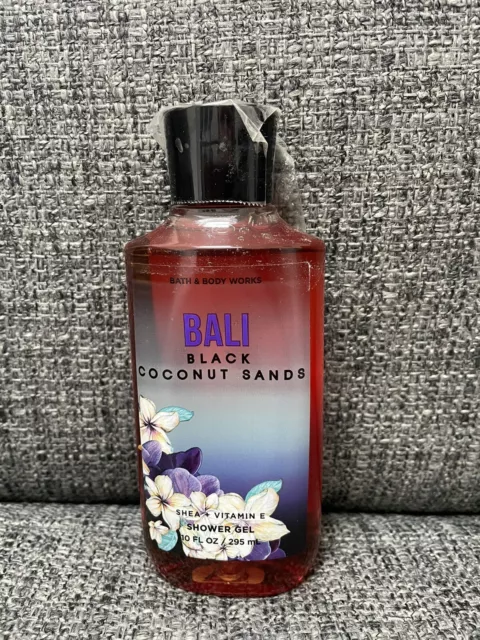 BATH & BODY WORKS
BALI
BLACK
COCONUT SANDS
SHEA + VITAMIN E
SHOWER GEL
10 FL OZ / 295 mL